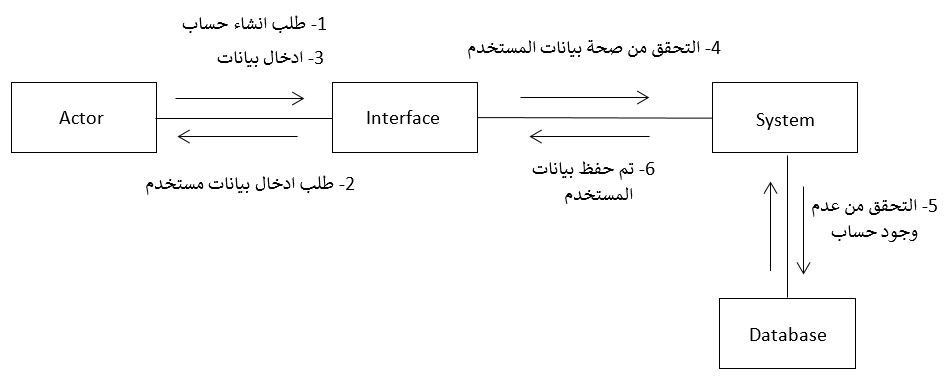 1- طلب انشاء حساب
3- ادخال بيانات
4- التحقق من صحة بيانات المستخدم
Actor
Interface
System
2- طلب ادخال بيانات مستخدم
6- تم حفظ بيانات
المستخدم
5- التحقق من عدم
وجود حساب
Database